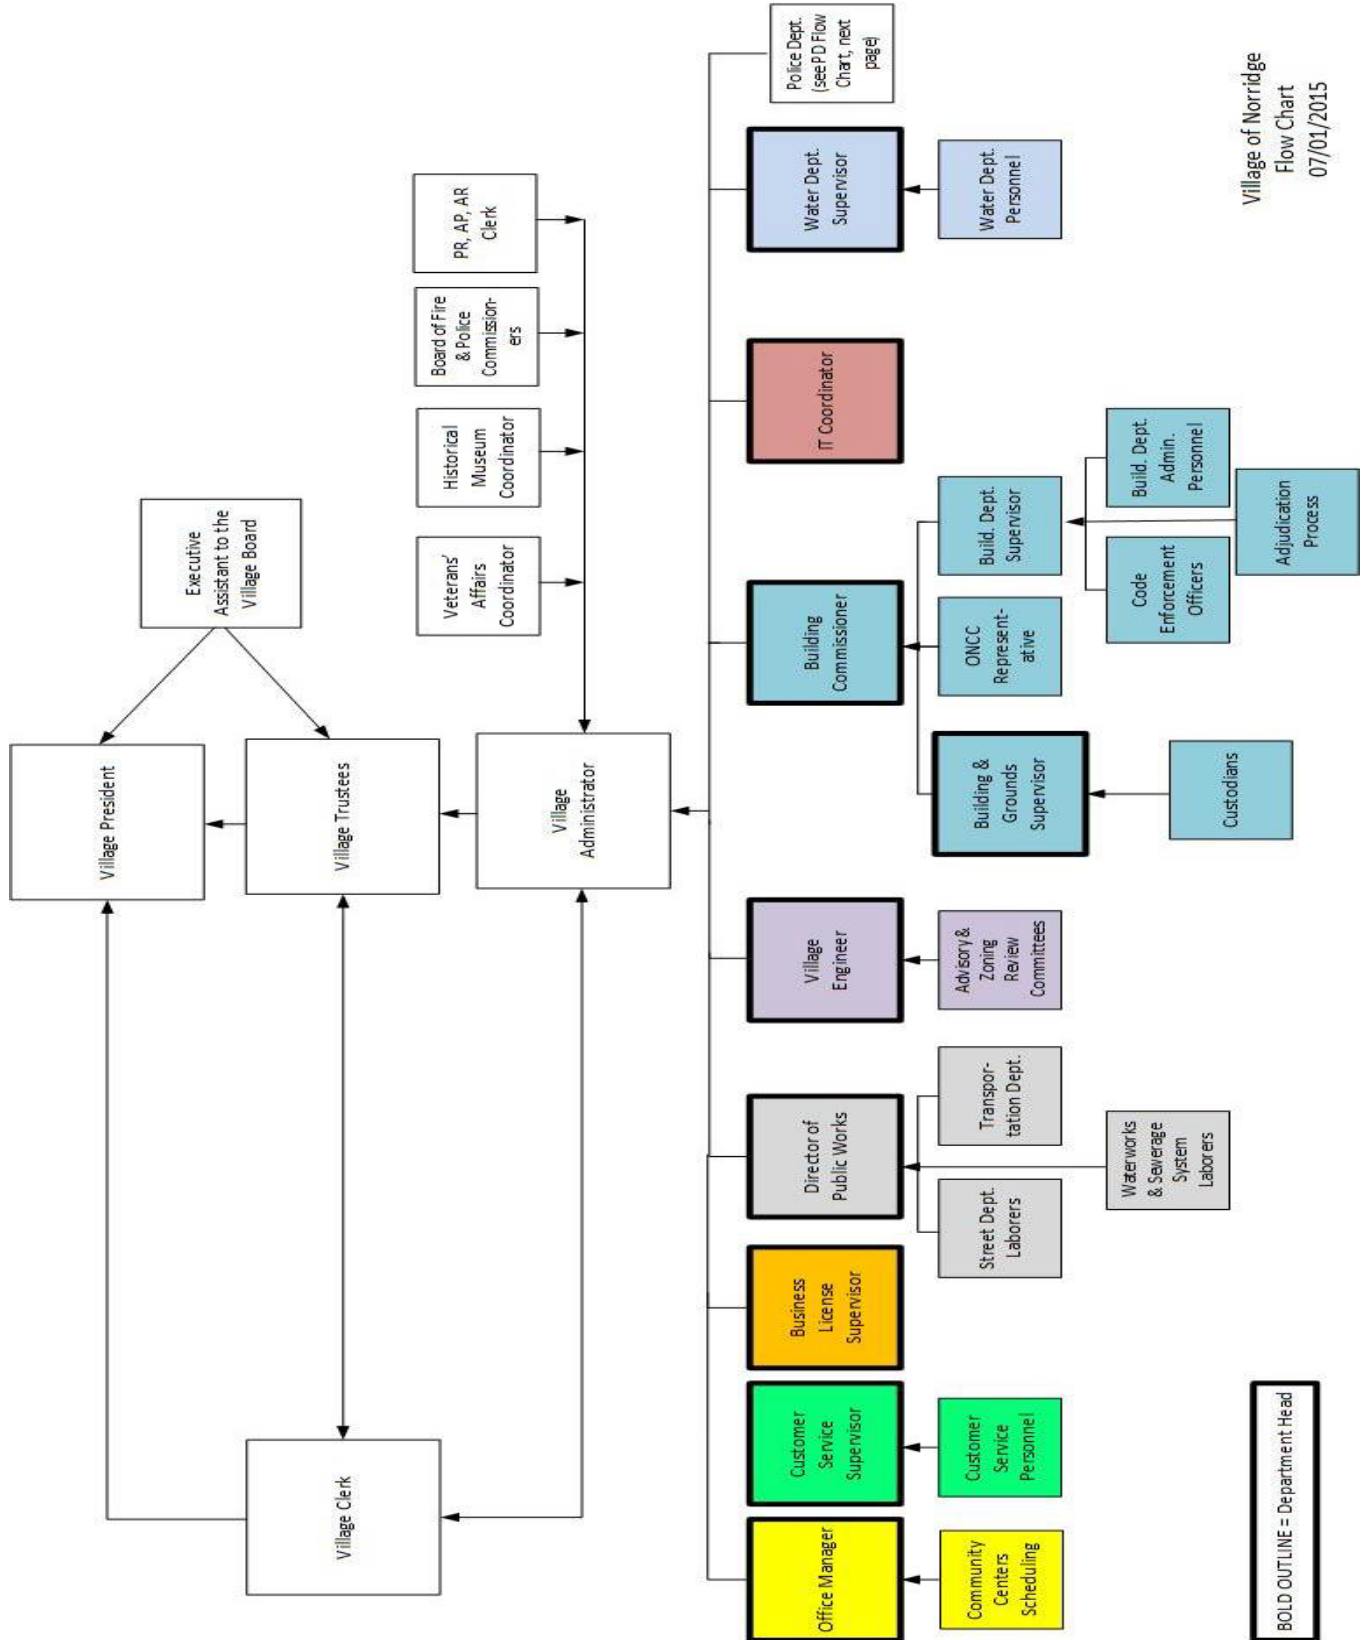 Executive
Assistant to the
Village Board
Village President
Village Clerk
Village Trustees
Village
Administrator
Veterans'
Affairs
Coordinator
Historical
Museum
Coordinator
Board of Fire
& Police
Commission-
ers
PR, AP, AR
Clerk
Office Manager
Customer
Service
Supervisor
Business
License
Supervisor
Director of
Public Works
Village
Engineer
Building
Commissioner
IT Coordinator
Water Dept.
Supervisor
Police Dept.
(see PD Flow
Chart, next
page)
Community
Centers
Scheduling
Customer
Service
Personnel
Street Dept.
Laborers
Transpor-
tation Dept.
Waterworks
& Sewerage
System
Laborers
Advisory &
Zoning
Review
Committees
Building &
Grounds
Supervisor
Custodians
ONCC
Represent-
ative
Build. Dept.
Supervisor
Code
Enforcement
Officers
Build. Dept.
Admin.
Personnel
Adjudication
Process
Water Dept.
Personnel
BOLD OUTLINE = Department Head
Village of Norridge
Flow Chart
07/01/2015